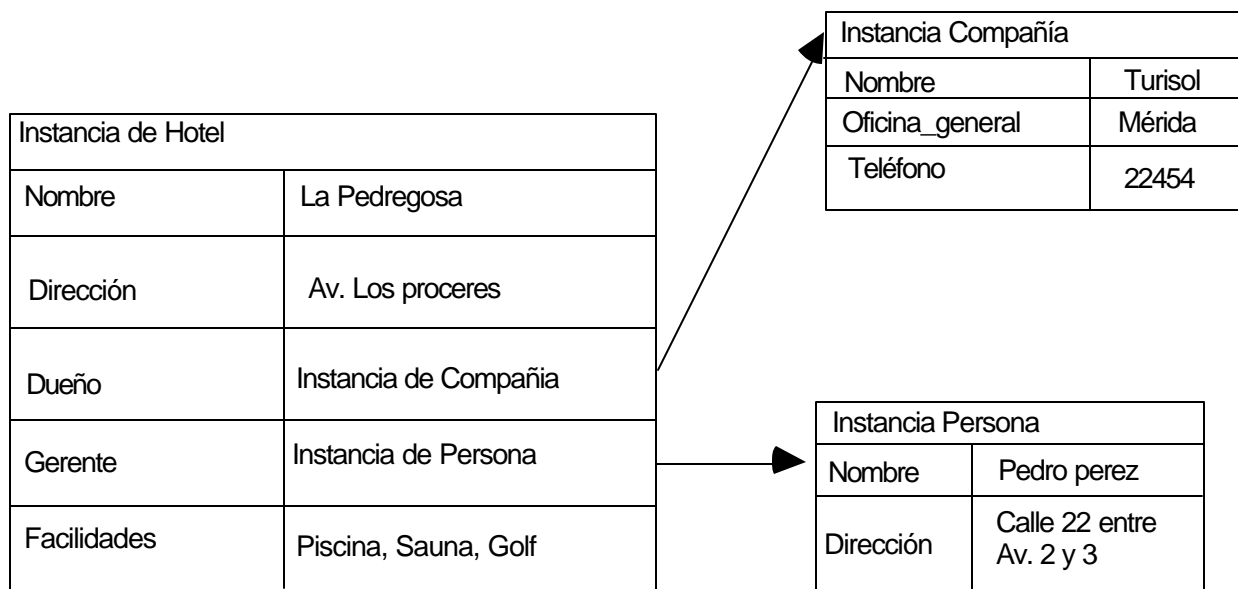 Instancia Compañía
Nombre Turisol
Oficina_general Mérida
Teléfono 22454
Instancia de Hotel
Nombre La Pedregosa
Dirección Av. Los proceres
Dueño Instancia de Compañia
Gerente Instancia de Persona
Facilidades Piscina, Sauna, Golf
Instancia Persona
Nombre Pedro perez
Dirección Calle 22 entre
Av. 2 y 3